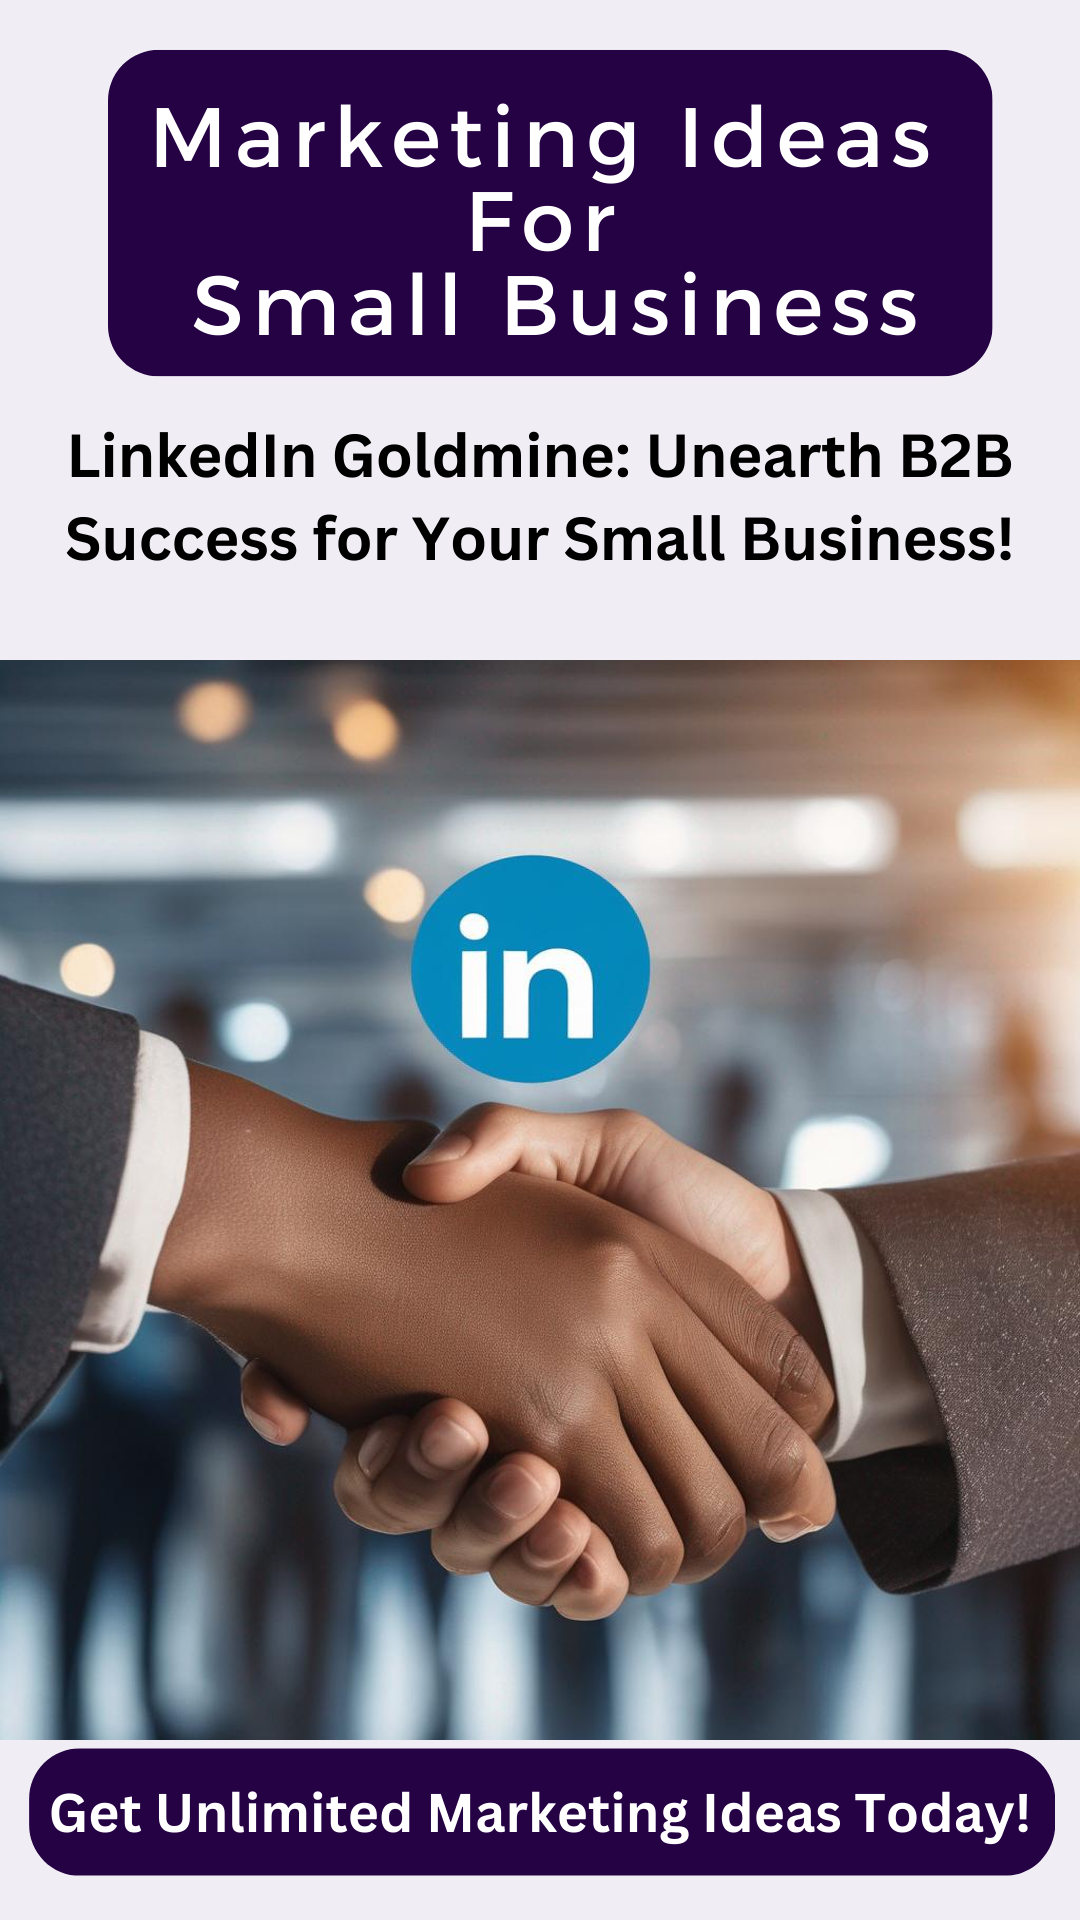 Marketing Ideas
For
Small Business
LinkedIn Goldmine: Unearth B2B
Success for Your Small Business!
in
Get Unlimited Marketing Ideas Today!